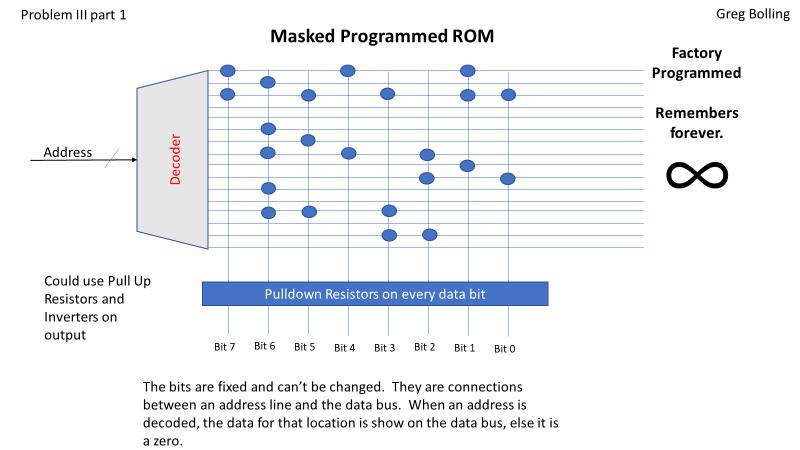 Problem III part 1
Greg Bolling
Masked Programmed ROM
Factory
Programmed
Remembers
forever.
Address
Decoder
Could use Pull Up
Resistors and
Inverters on
output
Pulldown Resistors on every data bit
Bit 7 Bit 6 Bit 5 Bit 4 Bit 3 Bit 2 Bit 1 Bit 0
The bits are fixed and can’t be changed. They are connections
between an address line and the data bus. When an address is
decoded, the data for that location is show on the data bus, else it is
a zero.